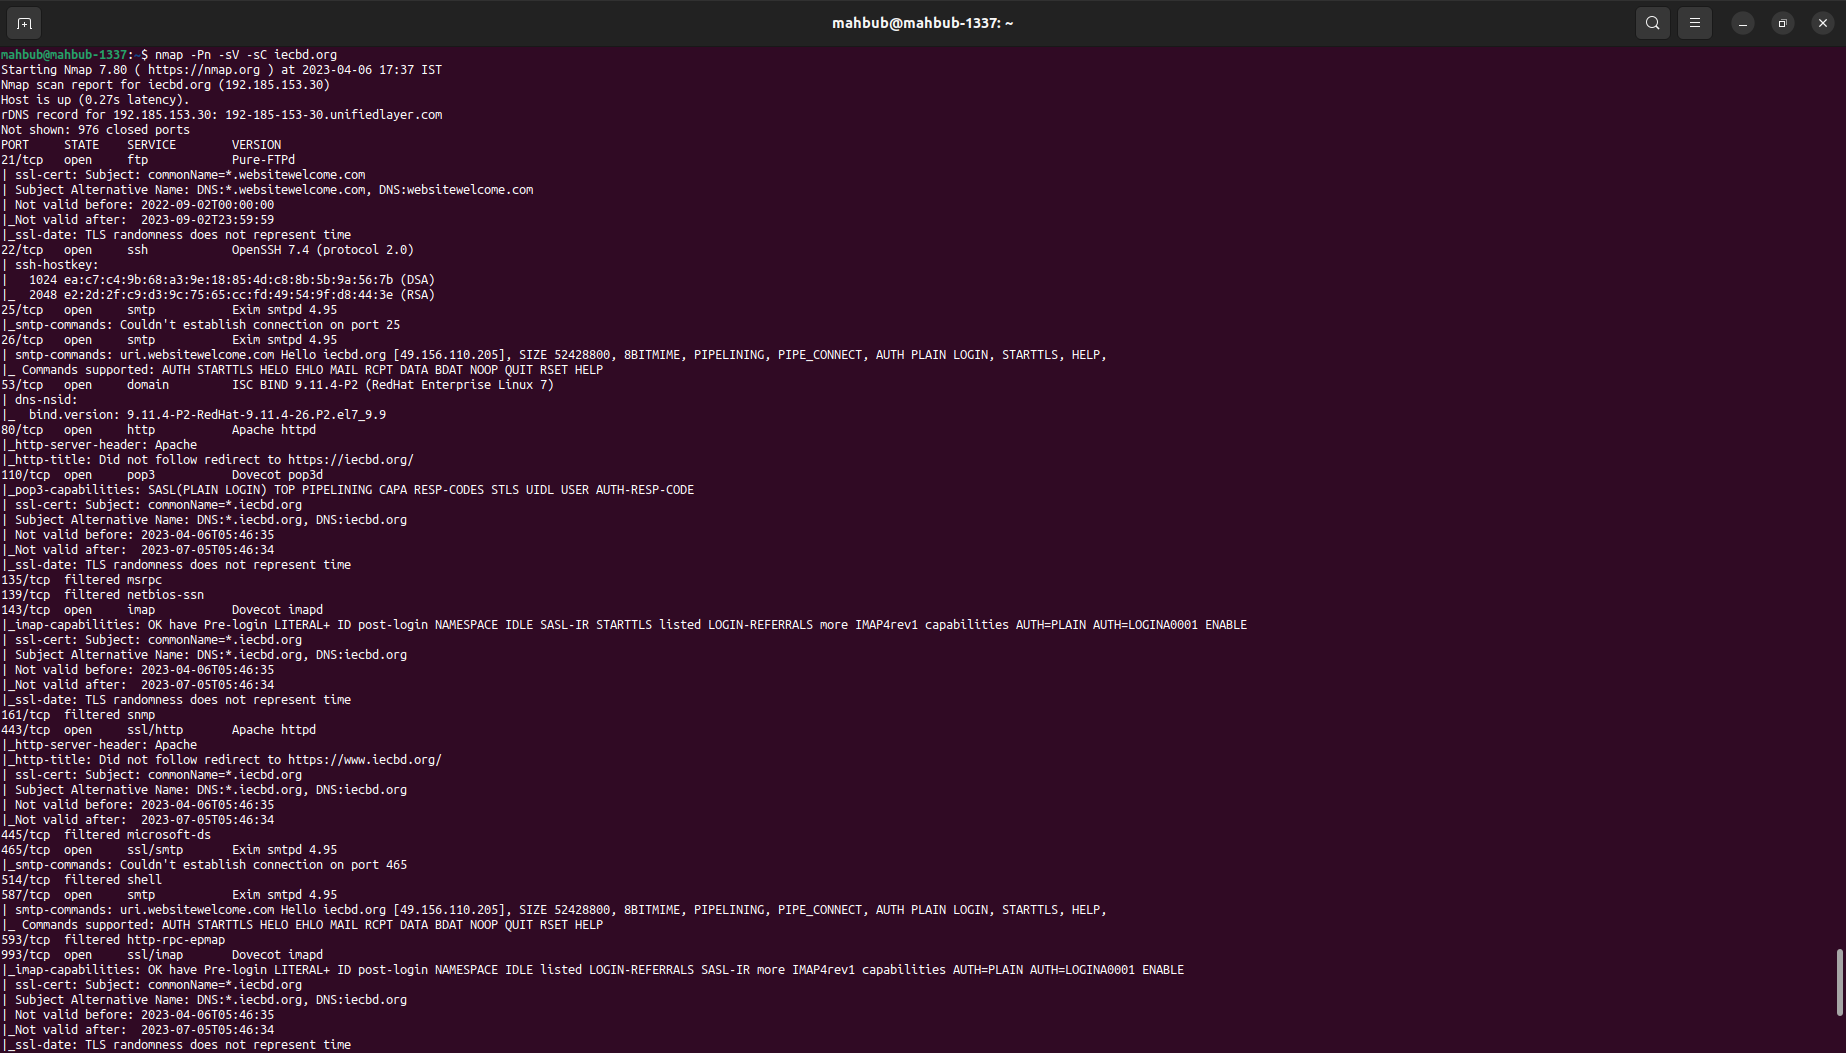 mahbub@mahbub-1337: ~
mahbub@mahbub-1337:~$ nmap -Pn -sV -sC iecbd.org
Starting Nmap 7.80 ( https://nmap.org ) at 2023-04-06 17:37 IST
Nmap scan report for iecbd.org (192.185.153.30)
Host is up (0.27s latency).
rDNS record for 192.185.153.30: 192-185-153-30.unifiedlayer.com
Not shown: 976 closed ports
PORT     STATE    SERVICE        VERSION
21/tcp   open     ftp            Pure-FTPd
| ssl-cert: Subject: commonName=*.websitewelcome.com
| Subject Alternative Name: DNS:*.websitewelcome.com, DNS:websitewelcome.com
| Not valid before: 2022-09-02T00:00:00
|_Not valid after:  2023-09-02T23:59:59
|_ssl-date: TLS randomness does not represent time
22/tcp   open     ssh            OpenSSH 7.4 (protocol 2.0)
| ssh-hostkey:
|   1024 ea:c7:c4:9b:68:a3:9e:18:85:4d:c8:8b:5b:9a:56:7b (DSA)
|_  2048 e2:2d:2f:c9:d3:9c:75:65:cc:fd:49:54:9f:d8:44:3e (RSA)
25/tcp   open     smtp           Exim smtpd 4.95
|_smtp-commands: Couldn't establish connection on port 25
26/tcp   open     smtp           Exim smtpd 4.95
| smtp-commands: uri.websitewelcome.com Hello iecbd.org [49.156.110.205], SIZE 52428800, 8BITMIME, PIPELINING, PIPE_CONNECT, AUTH PLAIN LOGIN, STARTTLS, HELP,
|_ Commands supported: AUTH STARTTLS HELO EHLO MAIL RCPT DATA BDAT NOOP QUIT RSET HELP
53/tcp   open     domain         ISC BIND 9.11.4-P2 (RedHat Enterprise Linux 7)
| dns-nsid:
|_  bind.version: 9.11.4-P2-RedHat-9.11.4-26.P2.el7_9.9
80/tcp   open     http           Apache httpd
|_http-server-header: Apache
|_http-title: Did not follow redirect to https://iecbd.org/
110/tcp  open     pop3           Dovecot pop3d
|_pop3-capabilities: SASL(PLAIN LOGIN) TOP PIPELINING CAPA RESP-CODES STLS UIDL USER AUTH-RESP-CODE
| ssl-cert: Subject: commonName=*.iecbd.org
| Subject Alternative Name: DNS:*.iecbd.org, DNS:iecbd.org
| Not valid before: 2023-04-06T05:46:35
|_Not valid after:  2023-07-05T05:46:34
|_ssl-date: TLS randomness does not represent time
135/tcp  filtered msrpc
139/tcp  filtered netbios-ssn
143/tcp  open     imap           Dovecot imapd
|_imap-capabilities: OK have Pre-login LITERAL+ ID post-login NAMESPACE IDLE SASL-IR STARTTLS listed LOGIN-REFERRALS more IMAP4rev1 capabilities AUTH=PLAIN AUTH=LOGINA0001 ENABLE
| ssl-cert: Subject: commonName=*.iecbd.org
| Subject Alternative Name: DNS:*.iecbd.org, DNS:iecbd.org
| Not valid before: 2023-04-06T05:46:35
|_Not valid after:  2023-07-05T05:46:34
|_ssl-date: TLS randomness does not represent time
161/tcp  filtered snmp
443/tcp  open     ssl/http       Apache httpd
|_http-server-header: Apache
|_http-title: Did not follow redirect to https://www.iecbd.org/
| ssl-cert: Subject: commonName=*.iecbd.org
| Subject Alternative Name: DNS:*.iecbd.org, DNS:iecbd.org
| Not valid before: 2023-04-06T05:46:35
|_Not valid after:  2023-07-05T05:46:34
445/tcp  filtered microsoft-ds
465/tcp  open     ssl/smtp       Exim smtpd 4.95
|_smtp-commands: Couldn't establish connection on port 465
514/tcp  filtered shell
587/tcp  open     smtp           Exim smtpd 4.95
| smtp-commands: uri.websitewelcome.com Hello iecbd.org [49.156.110.205], SIZE 52428800, 8BITMIME, PIPELINING, PIPE_CONNECT, AUTH PLAIN LOGIN, STARTTLS, HELP,
|_ Commands supported: AUTH STARTTLS HELO EHLO MAIL RCPT DATA BDAT NOOP QUIT RSET HELP
593/tcp  filtered http-rpc-epmap
993/tcp  open     ssl/imap       Dovecot imapd
|_imap-capabilities: OK have Pre-login LITERAL+ ID post-login NAMESPACE IDLE listed LOGIN-REFERRALS SASL-IR more IMAP4rev1 capabilities AUTH=PLAIN AUTH=LOGINA0001 ENABLE
| ssl-cert: Subject: commonName=*.iecbd.org
| Subject Alternative Name: DNS:*.iecbd.org, DNS:iecbd.org
| Not valid before: 2023-04-06T05:46:35
|_Not valid after:  2023-07-05T05:46:34
|_ssl-date: TLS randomness does not represent time